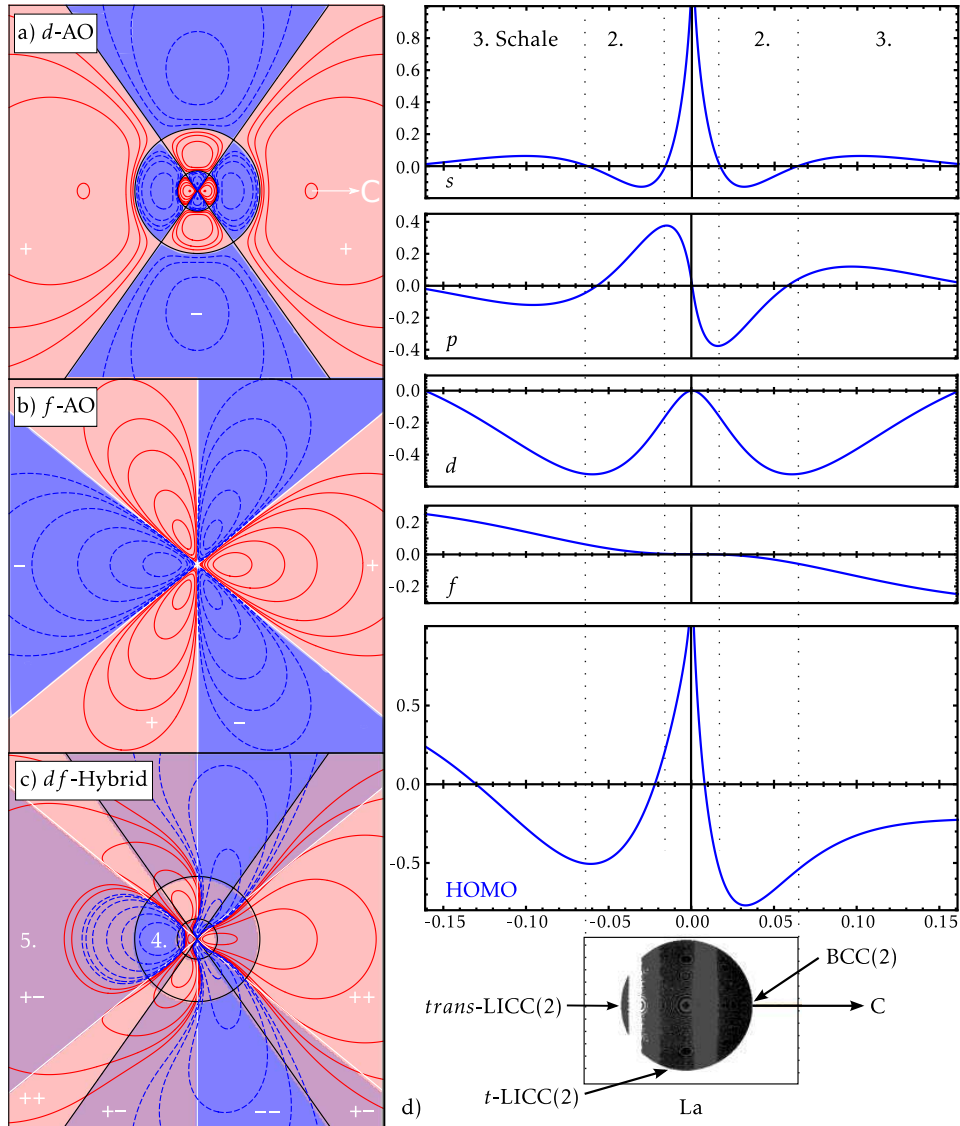 a) d-AO
C
+
+
−
b) f-AO
−
+
+
−
c) df-Hybrid
5.
4.
+−
++
++
+−
−−
+−
3. Schale
2.
2.
3.
0.8
0.6
0.4
0.2
0.0
s
0.4
0.2
0.0
-0.2
-0.4
p
0.0
-0.2
-0.4
d
0.2
0.0
-0.2
f
0.5
0.0
-0.5
HOMO
-0.15
-0.10
-0.05
0.00
0.05
0.10
0.15
BCC(2)
trans-LICC(2)
C
t-LICC(2)
d)
La